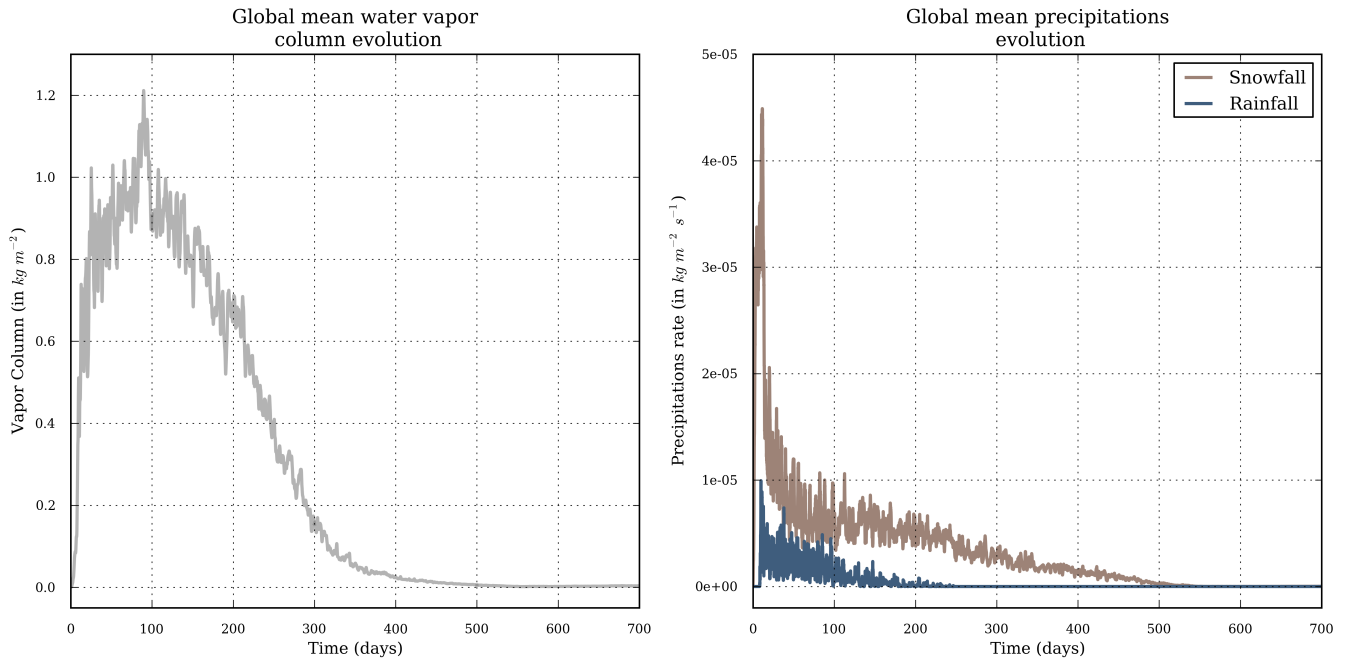 Global mean water vapor
column evolution
Vapor Column (in kg m⁻²)
1.2
1.0
0.8
0.6
0.4
0.2
0.0
0 100 200 300 400 500 600 700
Time (days)
Global mean precipitations
evolution
Precipitations rate (in kg m⁻² s⁻¹)
5e-05
4e-05
3e-05
2e-05
1e-05
0e+00
Snowfall
Rainfall
0 100 200 300 400 500 600 700
Time (days)